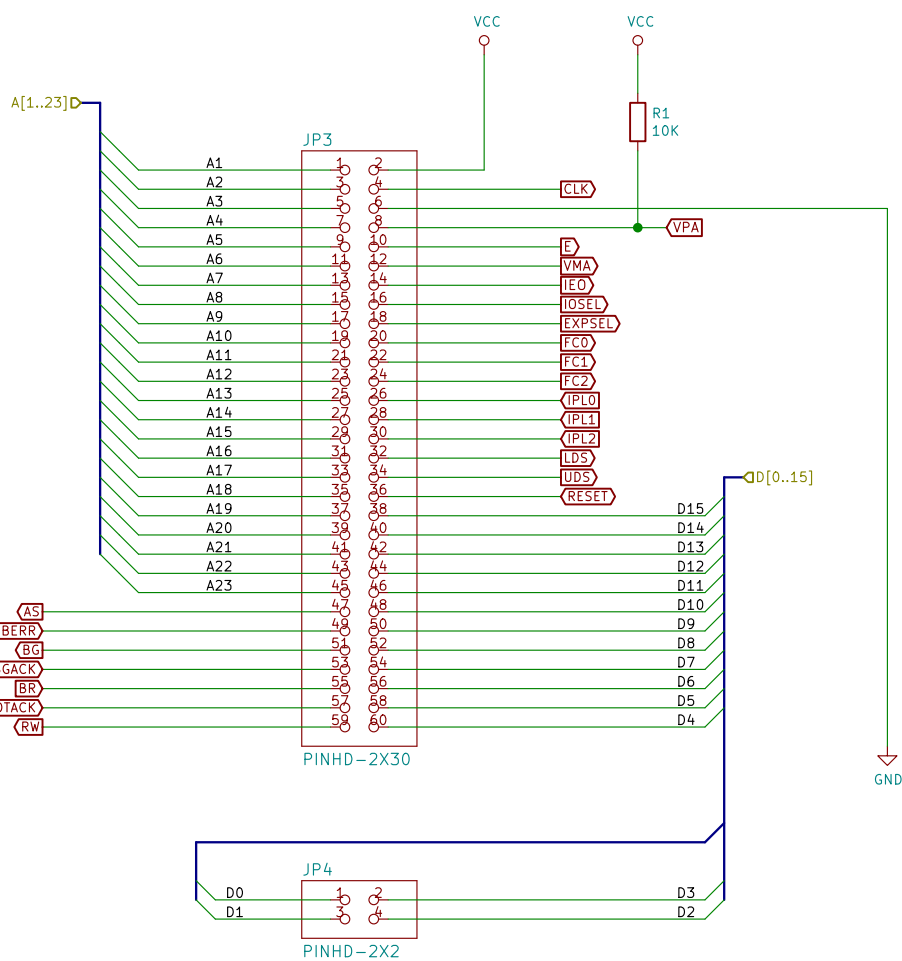 VCC VCC
A[1..23]
R1
10K
JP3
A1 1 2
A2 3 4 CLK
A3 5 6
A4 7 8 VPA
A5 9 10 E
A6 11 12 VMA
A7 13 14 IEO
A8 15 16 IOSEL
A9 17 18 EXPSEL
A10 19 20 FC0
A11 21 22 FC1
A12 23 24 FC2
A13 25 26 IPL0
A14 27 28 IPL1
A15 29 30 IPL2
A16 31 32 LDS
A17 33 34 UDS
D[0..15]
A18 35 36 RESET
A19 37 38 D15
A20 39 40 D14
A21 41 42 D13
A22 43 44 D12
A23 45 46 D11
AS 47 48 D10
BERR 49 50 D9
BG 51 52 D8
GACK 53 54 D7
BR 55 56 D6
TACK 57 58 D5
RW 59 60 D4
PINHD-2X30
GND
JP4
D0 1 2 D3
D1 3 4 D2
PINHD-2X2